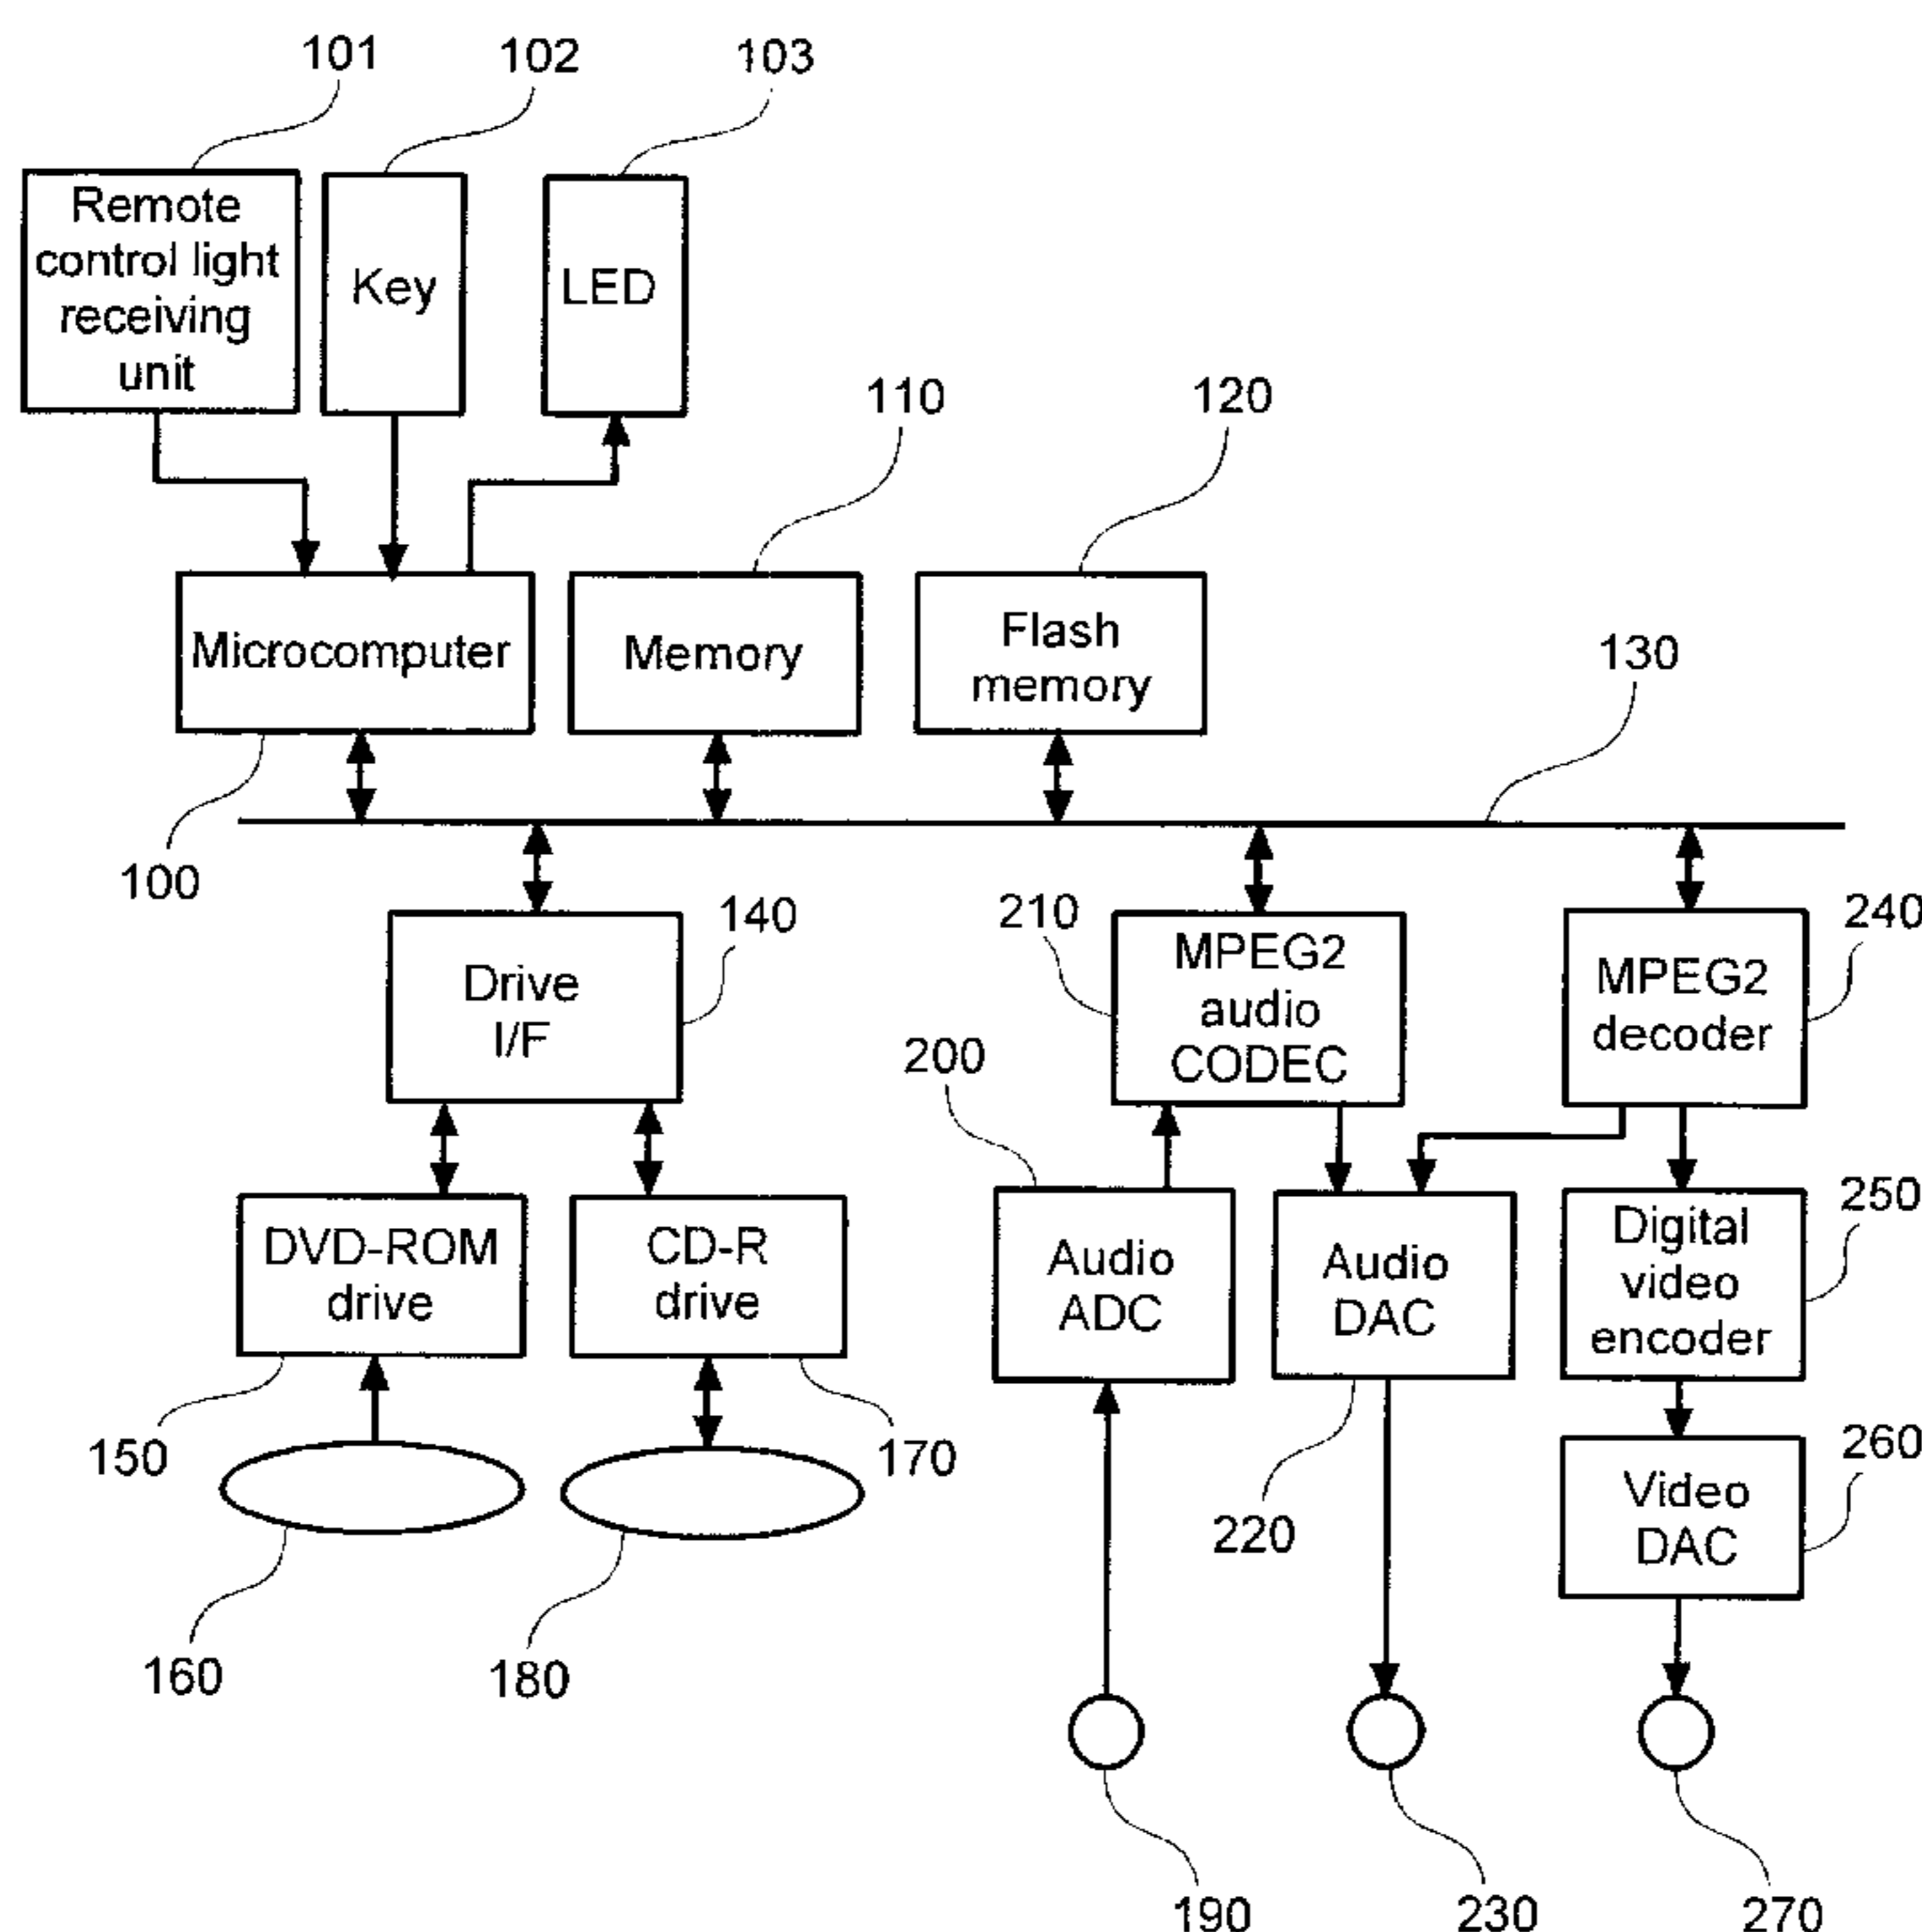 101
102
103
Remote
control light
receiving
unit
Key
LED
110
120
Microcomputer
Memory
Flash
memory
130
100
140
210
240
Drive
I/F
MPEG2
audio
CODEC
MPEG2
decoder
200
250
DVD-ROM
drive
CD-R
drive
Audio
ADC
Audio
DAC
Digital
video
encoder
150
170
220
260
Video
DAC
160
180
190
230
270